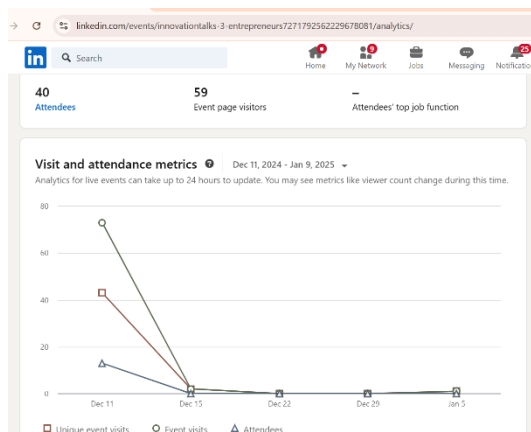 linkedin.com/events/innovationtalks-3-entrepreneurs7271792562229678081/analytics/
in
Search
9
25
Home
My Network
Jobs
Messaging
Notificatio
40
59
–
Attendees
Event page visitors
Attendees' top job function
Visit and attendance metrics ? Dec 11, 2024 - Jan 9, 2025
Analytics for live events can take up to 24 hours to update. You may see metrics like viewer count change during this time.
80
60
40
20
0
Dec 11
Dec 15
Dec 22
Dec 29
Jan 5
Unique event visits
Event visits
Attendees